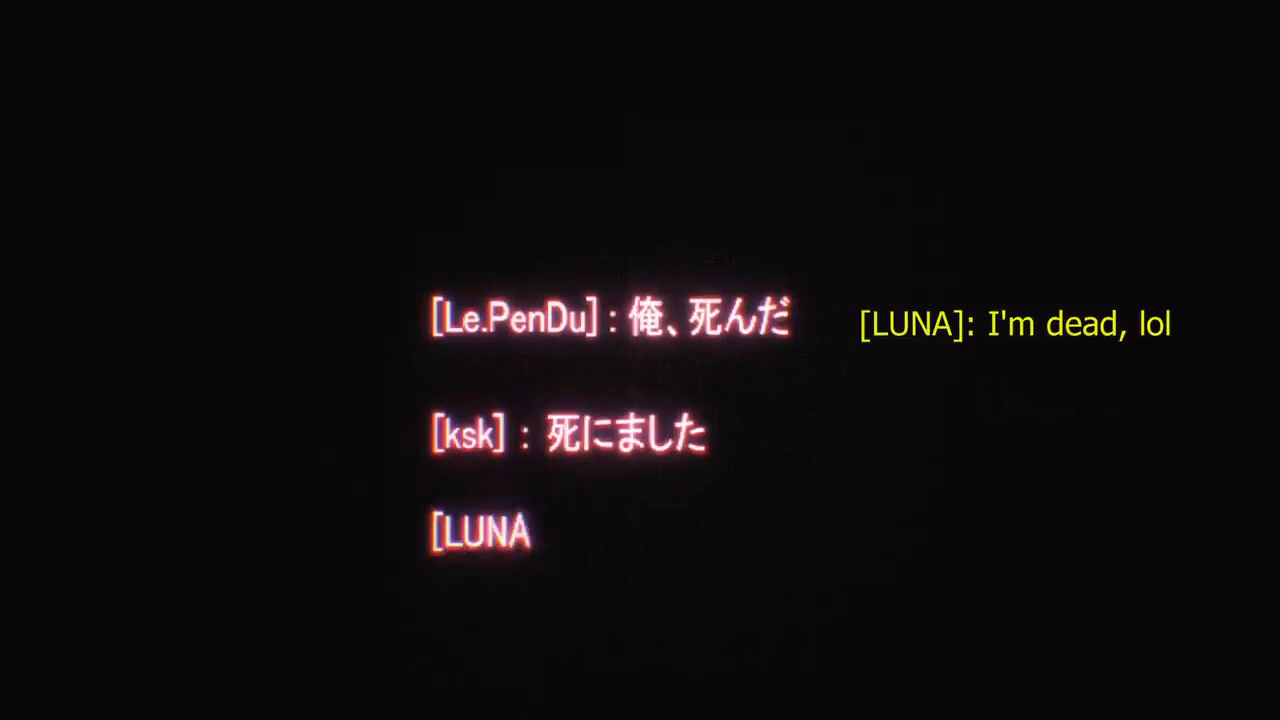 [Le.PenDu] : 俺、死んだ
[LUNA]: I'm dead, lol
[ksk] : 死にました
[LUNA